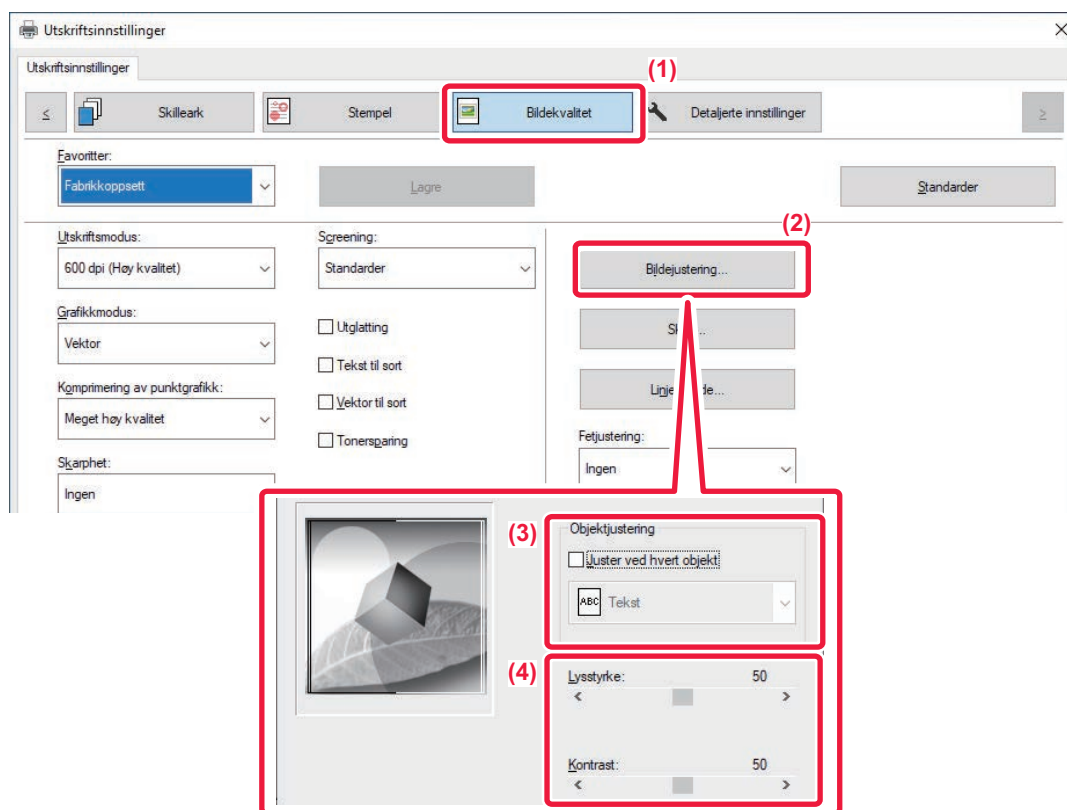 Utskriftsinnstillinger
Utskriftsinnstillinger
(1)
< Skilleark Stempel Bildekvalitet Detaljerte innstillinger >
Favoritter:
Fabrikkoppsett Lagre Standarder
(2)
Utskriftsmodus: Screening:
600 dpi (Høy kvalitet) Standarder Bildejustering...
Grafikkmodus:
Vektor Utglatting
Tekst til sort
Komprimering av punktgrafikk:
Meget høy kvalitet Vektor til sort
Tonersparing Fetjustering:
Skarphet:
Ingen Ingen
(3) Objektjustering
Juster ved hvert objekt
ABC Tekst
(4) Lysstyrke: 50
< >
Kontrast: 50
< >